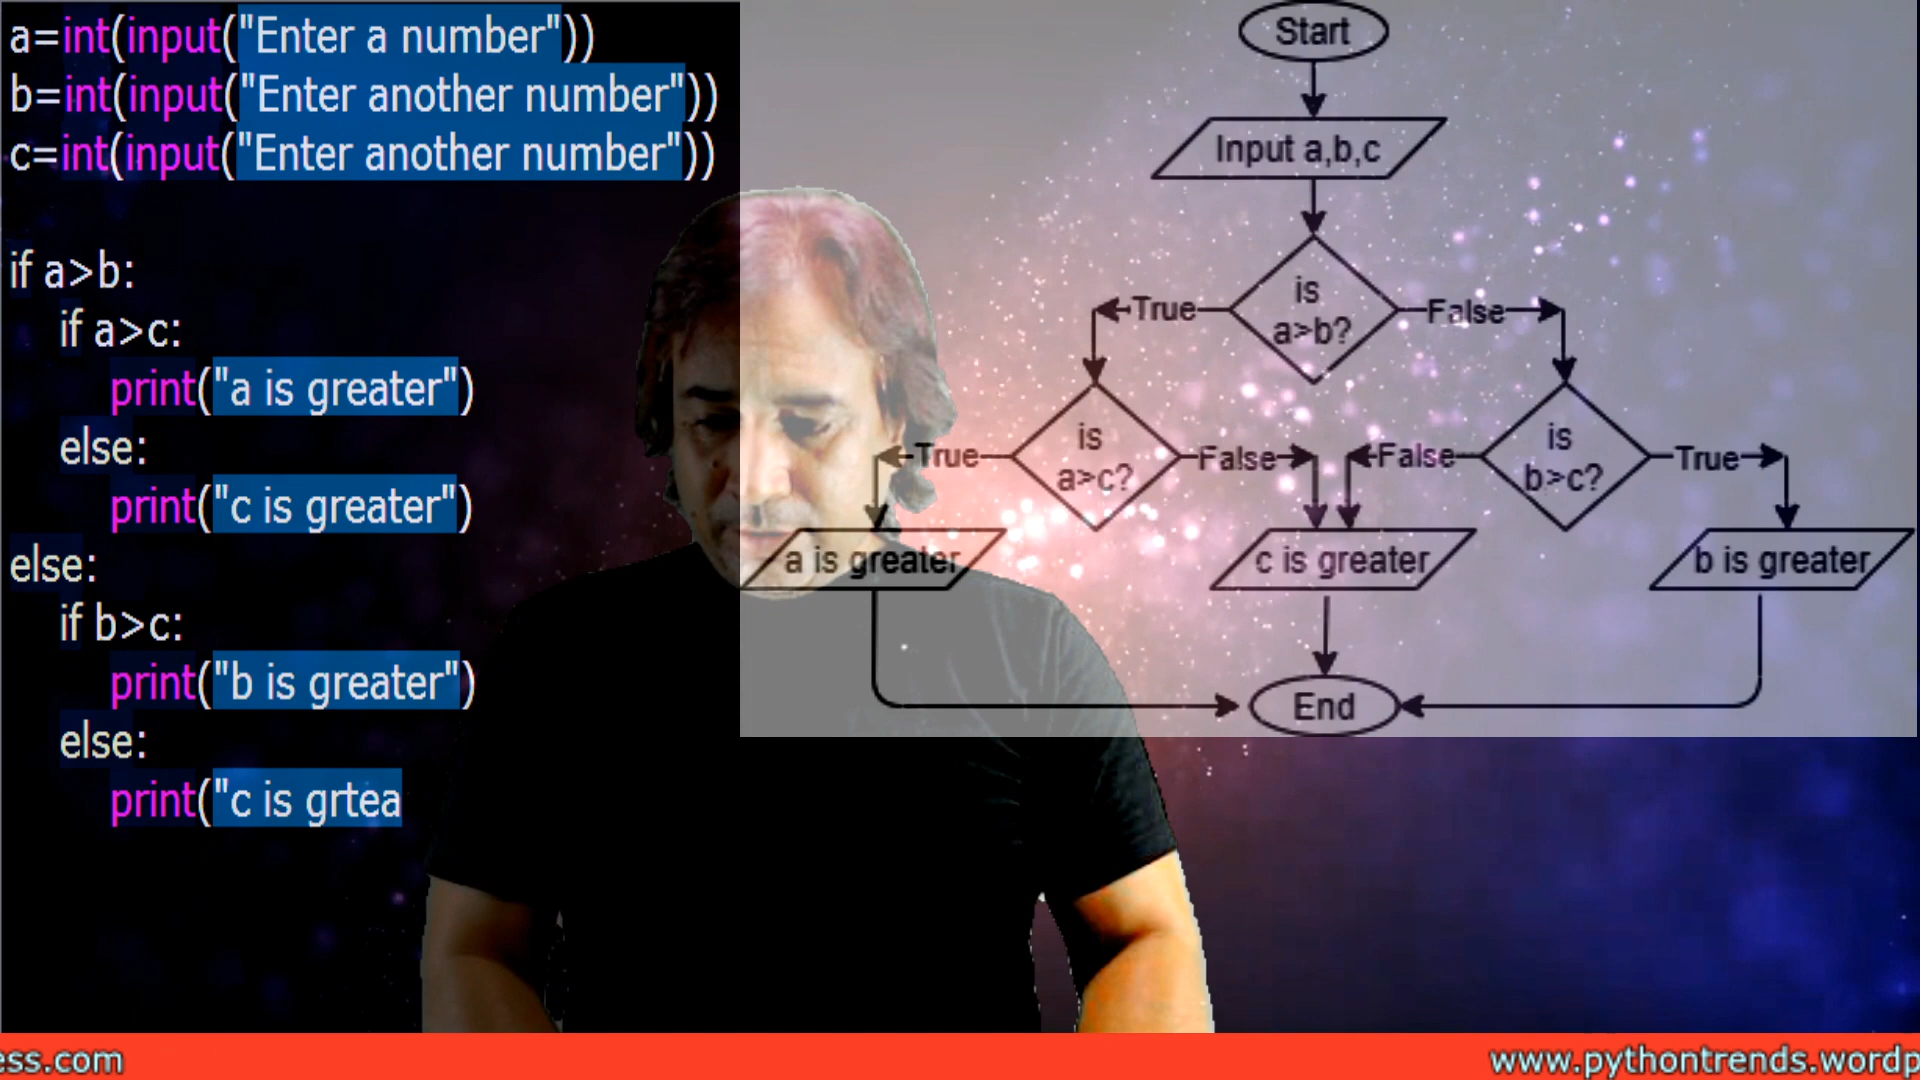 a=int(input("Enter a number"))
b=int(input("Enter another number"))
c=int(input("Enter another number"))
if a>b:
if a>c:
print("a is greater")
else:
print("c is greater")
else:
if b>c:
print("b is greater")
else:
print("c is grtea
Start
Input a,b,c
is
a>b?
True
False
is
a>c?
True
False
is
b>c?
False
True
a is greater
c is greater
b is greater
End
ess.com
www.pythontrends.wordp